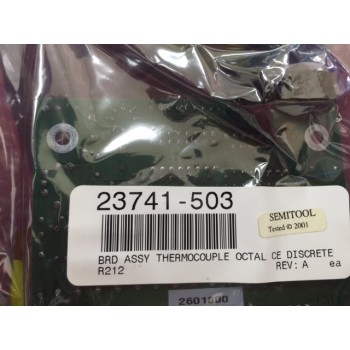 23741-503
SEMITOOL
Tested © 2001
BRD ASSY THERMOCOUPLE OCTAL CE DISCRETE
R212 REV: A ea